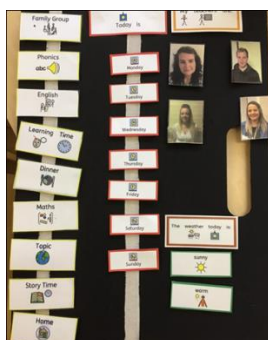 Family Group
Phonics
abc
English
Learning Time
Dinner
Maths
Topic
Story Time
Home
Today is
Monday
Tuesday
Wednesday
Thursday
Friday
Saturday
Sunday
The weather today is
sunny
warm